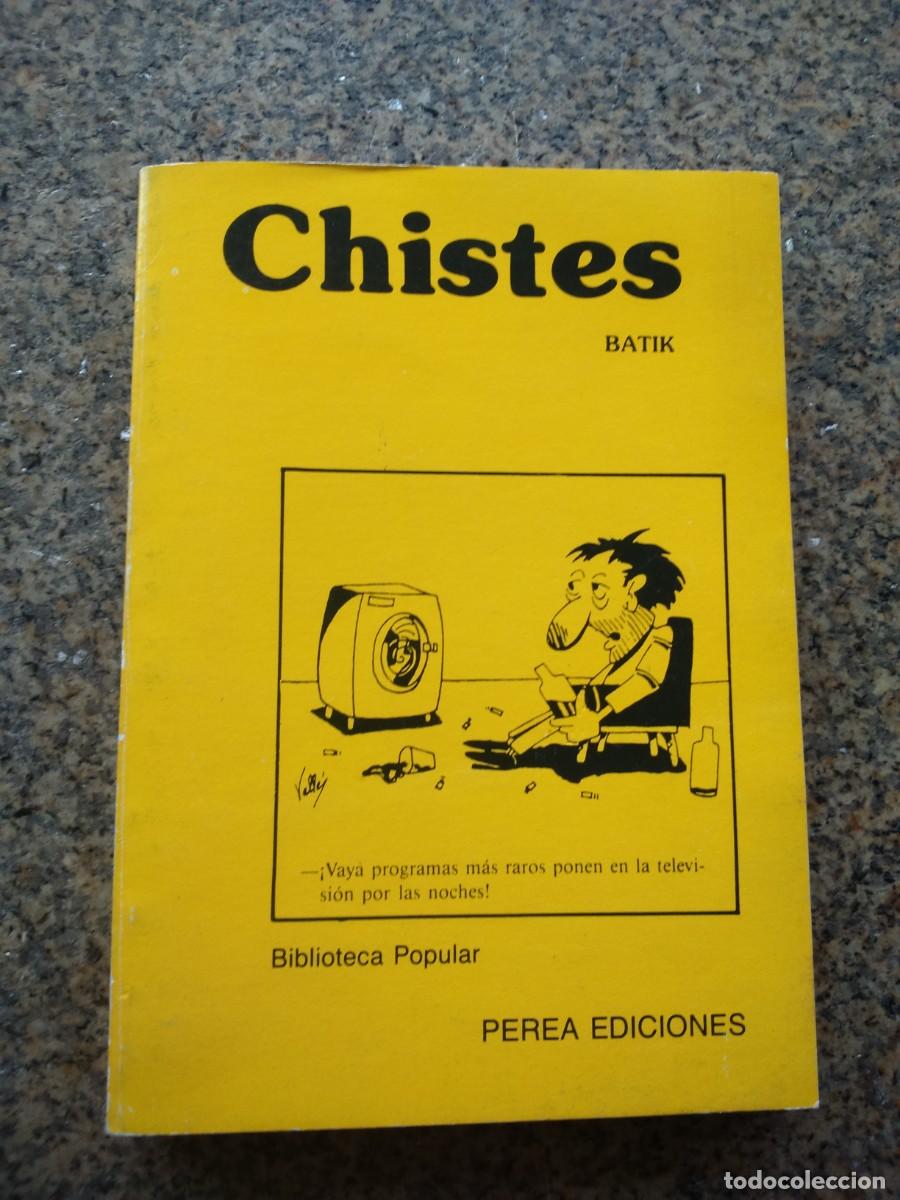 Chistes
BATIK
—¡Vaya programas más raros ponen en la televi-
sión por las noches!
Biblioteca Popular
PEREA EDICIONES
todocoleccion